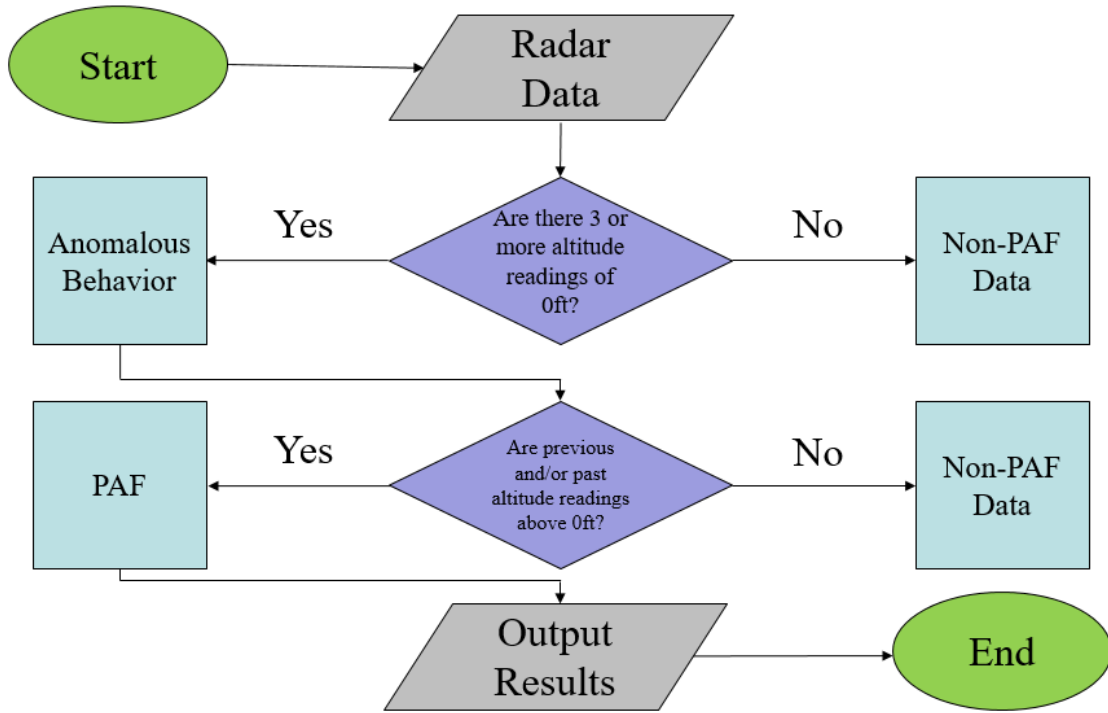 Start
Radar
Data
Anomalous
Behavior
Yes
Are there 3 or
more altitude
readings of
0ft?
No
Non-PAF
Data
PAF
Yes
Are previous
and/or past
altitude readings
above 0ft?
No
Non-PAF
Data
Output
Results
End